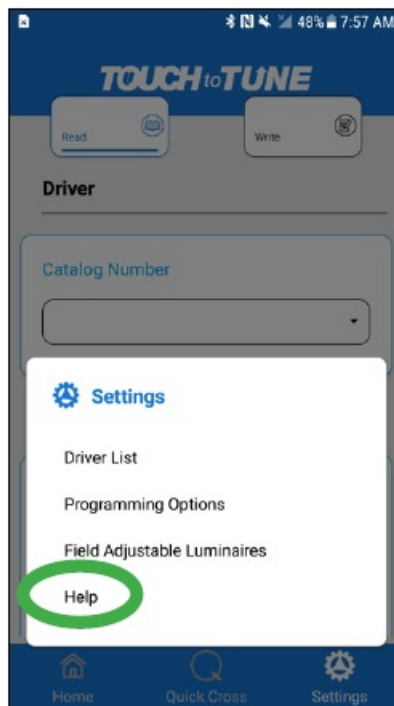 48% 7:57 AM
TOUCH to TUNE
Read
Write
Driver
Catalog Number
Settings
Driver List
Programming Options
Field Adjustable Luminaires
Help
Home
Quick Cross
Settings